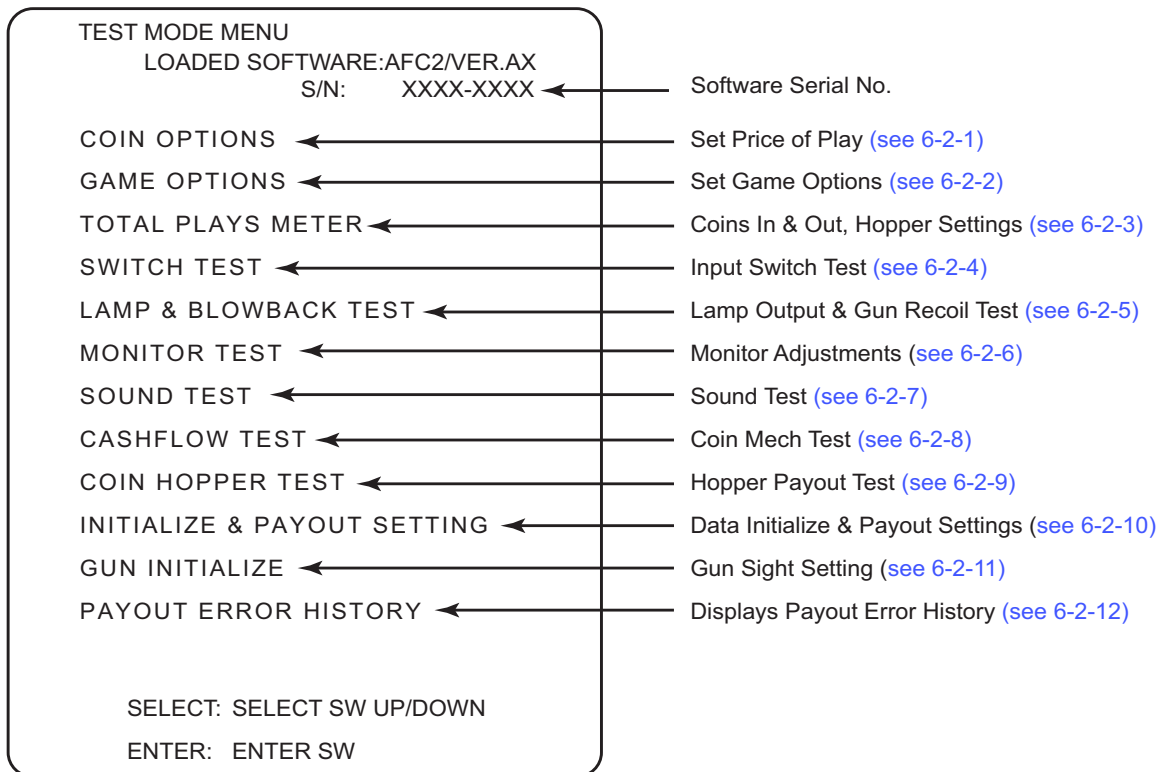 TEST MODE MENU
LOADED SOFTWARE:AFC2/VER.AX
S/N: XXXX-XXXX Software Serial No.
COIN OPTIONS Set Price of Play (see 6-2-1)
GAME OPTIONS Set Game Options (see 6-2-2)
TOTAL PLAYS METER Coins In & Out, Hopper Settings (see 6-2-3)
SWITCH TEST Input Switch Test (see 6-2-4)
LAMP & BLOWBACK TEST Lamp Output & Gun Recoil Test (see 6-2-5)
MONITOR TEST Monitor Adjustments (see 6-2-6)
SOUND TEST Sound Test (see 6-2-7)
CASHFLOW TEST Coin Mech Test (see 6-2-8)
COIN HOPPER TEST Hopper Payout Test (see 6-2-9)
INITIALIZE & PAYOUT SETTING Data Initialize & Payout Settings (see 6-2-10)
GUN INITIALIZE Gun Sight Setting (see 6-2-11)
PAYOUT ERROR HISTORY Displays Payout Error History (see 6-2-12)
SELECT: SELECT SW UP/DOWN
ENTER: ENTER SW